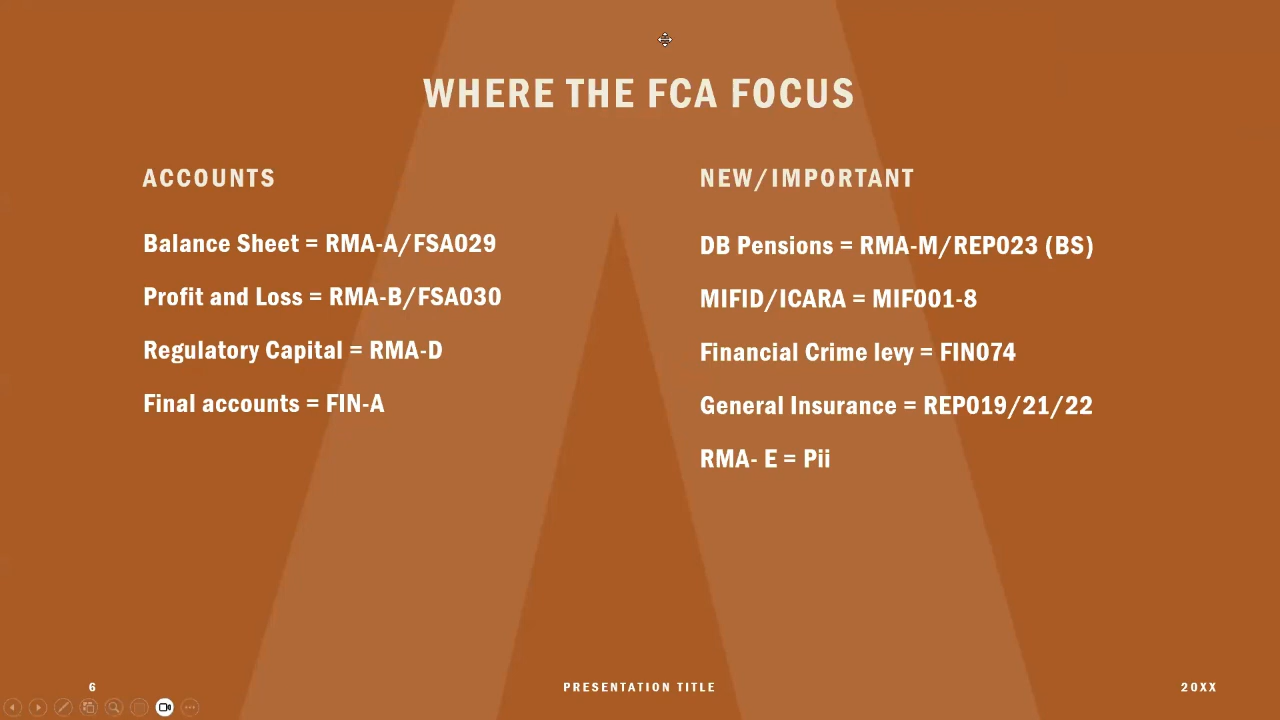 WHERE THE FCA FOCUS
ACCOUNTS
Balance Sheet = RMA-A/FSA029
Profit and Loss = RMA-B/FSA030
Regulatory Capital = RMA-D
Final accounts = FIN-A
NEW/IMPORTANT
DB Pensions = RMA-M/REP023 (BS)
MIFID/ICARA = MIF001-8
Financial Crime levy = FIN074
General Insurance = REP019/21/22
RMA- E = Pii
6
PRESENTATION TITLE
20XX